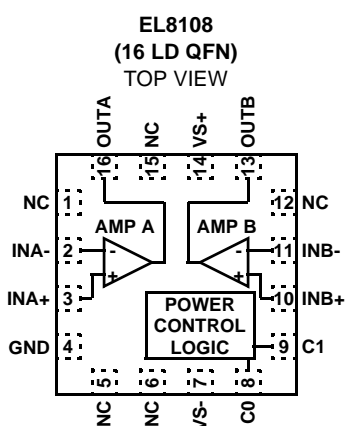 EL8108
(16 LD QFN)
TOP VIEW
16 OUTA
15 NC
14 VS+
13 OUTB
NC 1
12 NC
AMP A
AMP B
INA- 2
-
-
11 INB-
INA+ 3
+
+
10 INB+
POWER
CONTROL
LOGIC
GND 4
9 C1
NC 5
NC 6
VS- 7
C0 8